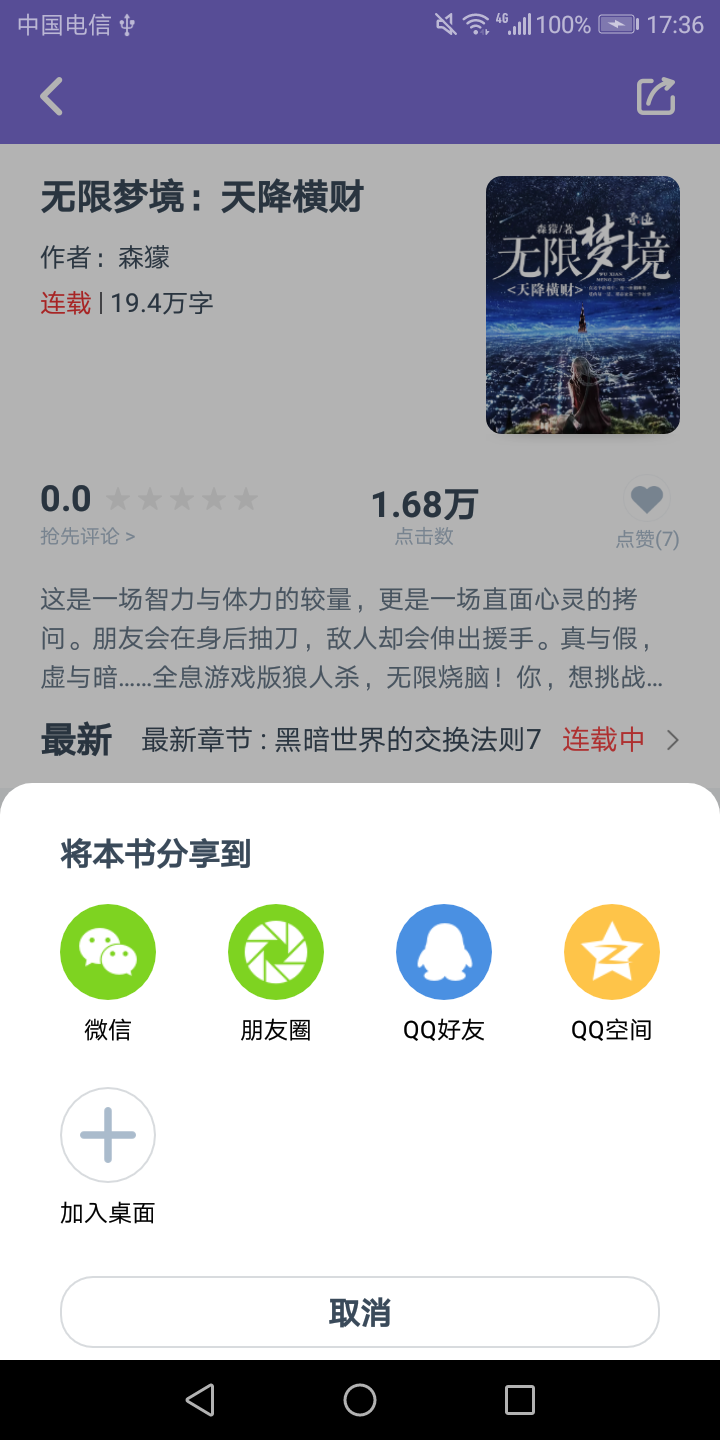 中国电信 4G 100% 17:36
无限梦境：天降横财
作者：森獴
连载 | 19.4万字
森獴/著
无限梦境
WU XIAN
MENG JING
<天降横财>
0.0
抢先评论 >
1.68万
点击数
点赞(7)
这是一场智力与体力的较量，更是一场直面心灵的拷
问。朋友会在身后抽刀，敌人却会伸出援手。真与假，
虚与暗……全息游戏版狼人杀，无限烧脑！你，想挑战...
最新 最新章节 : 黑暗世界的交换法则7 连载中
将本书分享到
微信 朋友圈 QQ好友 QQ空间
加入桌面
取消